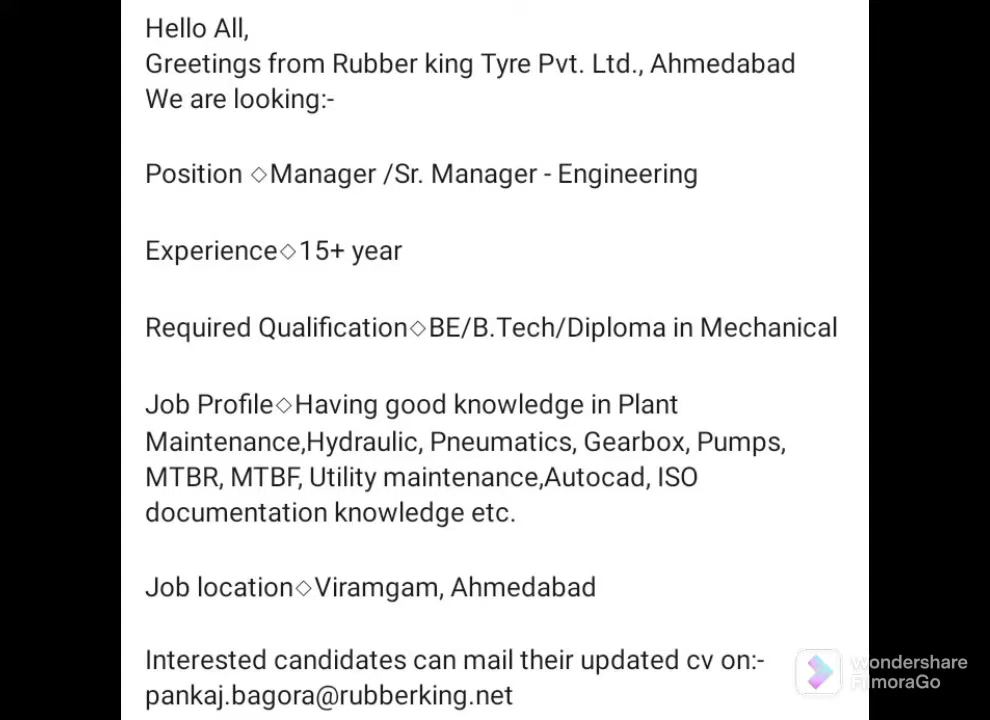 Hello All,
Greetings from Rubber king Tyre Pvt. Ltd., Ahmedabad
We are looking:-
Position ◇Manager /Sr. Manager - Engineering
Experience◇15+ year
Required Qualification◇BE/B.Tech/Diploma in Mechanical
Job Profile◇Having good knowledge in Plant
Maintenance,Hydraulic, Pneumatics, Gearbox, Pumps,
MTBR, MTBF, Utility maintenance,Autocad, ISO
documentation knowledge etc.
Job location◇Viramgam, Ahmedabad
Interested candidates can mail their updated cv on:-
pankaj.bagora@rubberking.net
wondershare
FilmoraGo